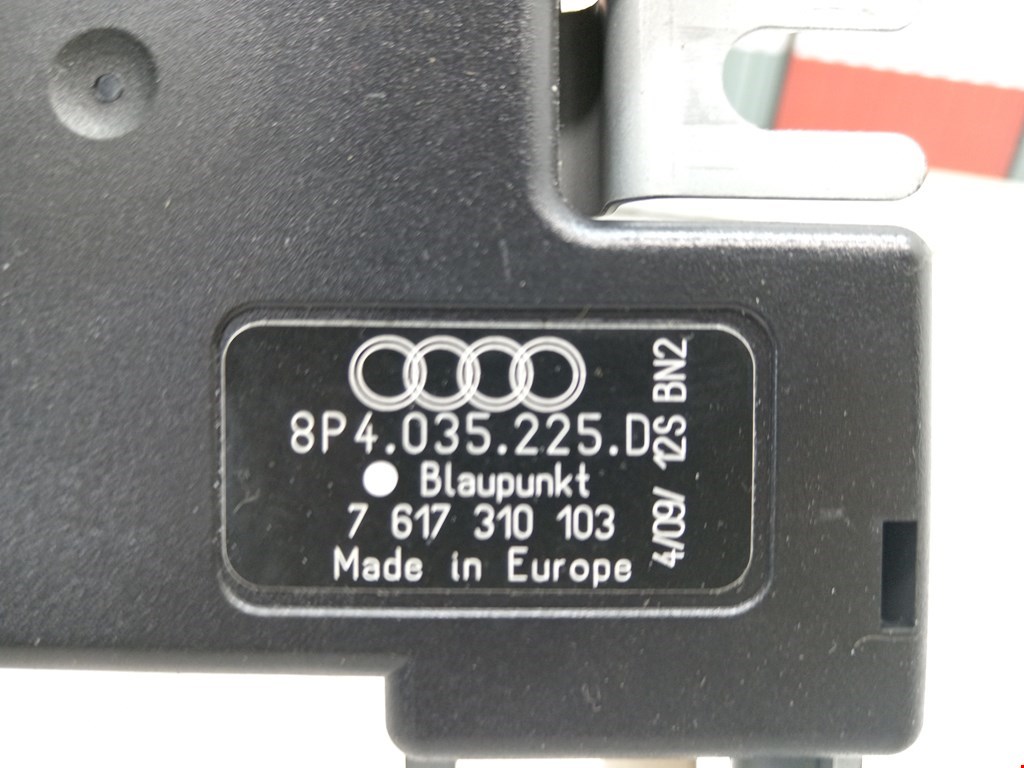 8P4.035.225.D
Blaupunkt
7 617 310 103
Made in Europe
4/09/ 12S BN2